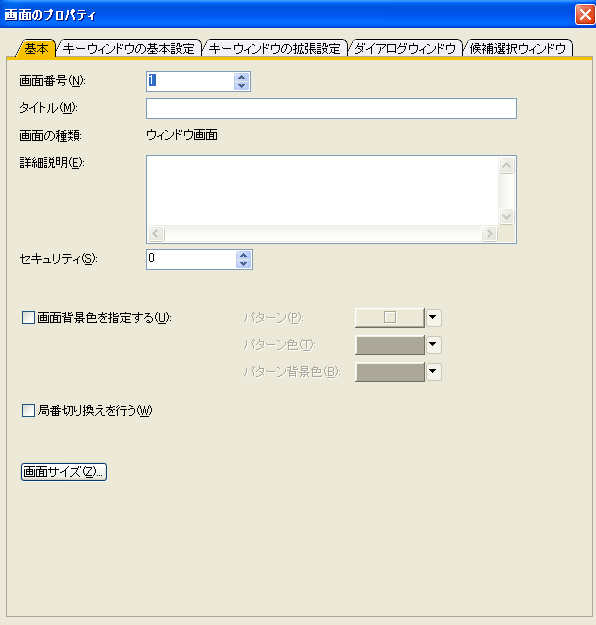 画面のプロパティ
基本 キーウィンドウの基本設定 キーウィンドウの拡張設定 ダイアログウィンドウ 候補選択ウィンドウ
画面番号(N): 1
タイトル(M):
画面の種類: ウィンドウ画面
詳細説明(E):
セキュリティ(S): 0
画面背景色を指定する(U): パターン(P):
パターン色(T):
パターン背景色(B):
局番切り換えを行う(W)
画面サイズ(Z)...